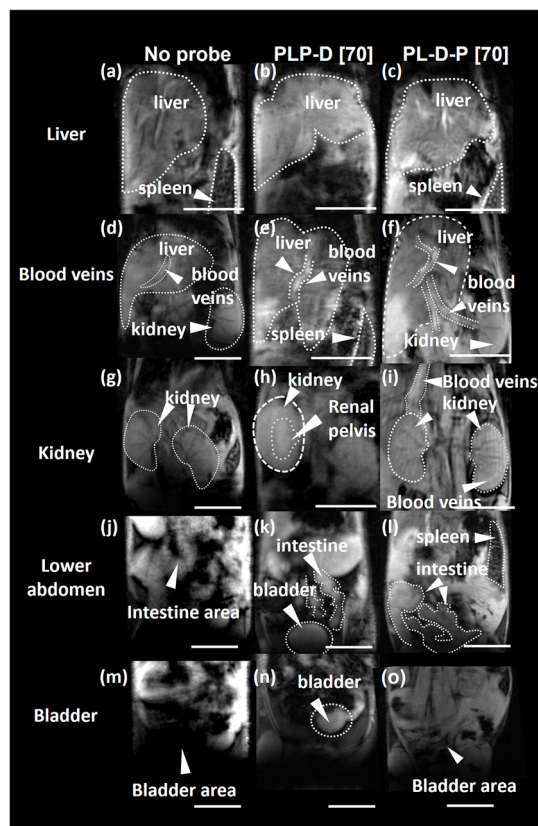 No probe PLP-D [70] PL-D-P [70]
Liver
(a)
liver
spleen
(b)
liver
(c)
liver
spleen
Blood veins
(d)
liver
blood
veins
kidney
(e)
liver
blood
veins
spleen
(f)
liver
blood
veins
kidney
Kidney
(g)
kidney
(h)
kidney
Renal
pelvis
(i)
Blood veins
kidney
Blood veins
Lower
abdomen
(j)
Intestine area
(k)
intestine
bladder
(l)
spleen
intestine
Bladder
(m)
Bladder area
(n)
bladder
(o)
Bladder area